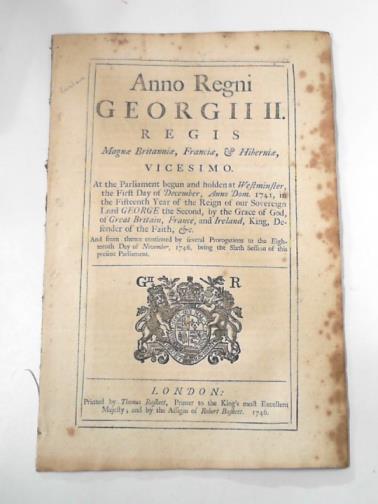 Anno Regni
GEORGII II.
REGIS
Magnæ Britanniæ, Franciæ, & Hiberniæ,
VICESIMO.
At the Parliament begun and holden at Westminster,
the First Day of December, Anno Dom. 1741, in
the Fifteenth Year of the Reign of our Sovereign
Lord GEORGE the Second, by the Grace of God,
of Great Britain, France, and Ireland, King, De-
fender of the Faith, &c.
And from thence continued by several Prorogations to the Eigh-
teenth Day of November, 1746, being the Sixth Session of this
present Parliament.
G II R
LONDON:
Printed by Thomas Baskett, Printer to the King's most Excellent
Majesty; and by the Assigns of Robert Baskett. 1746.